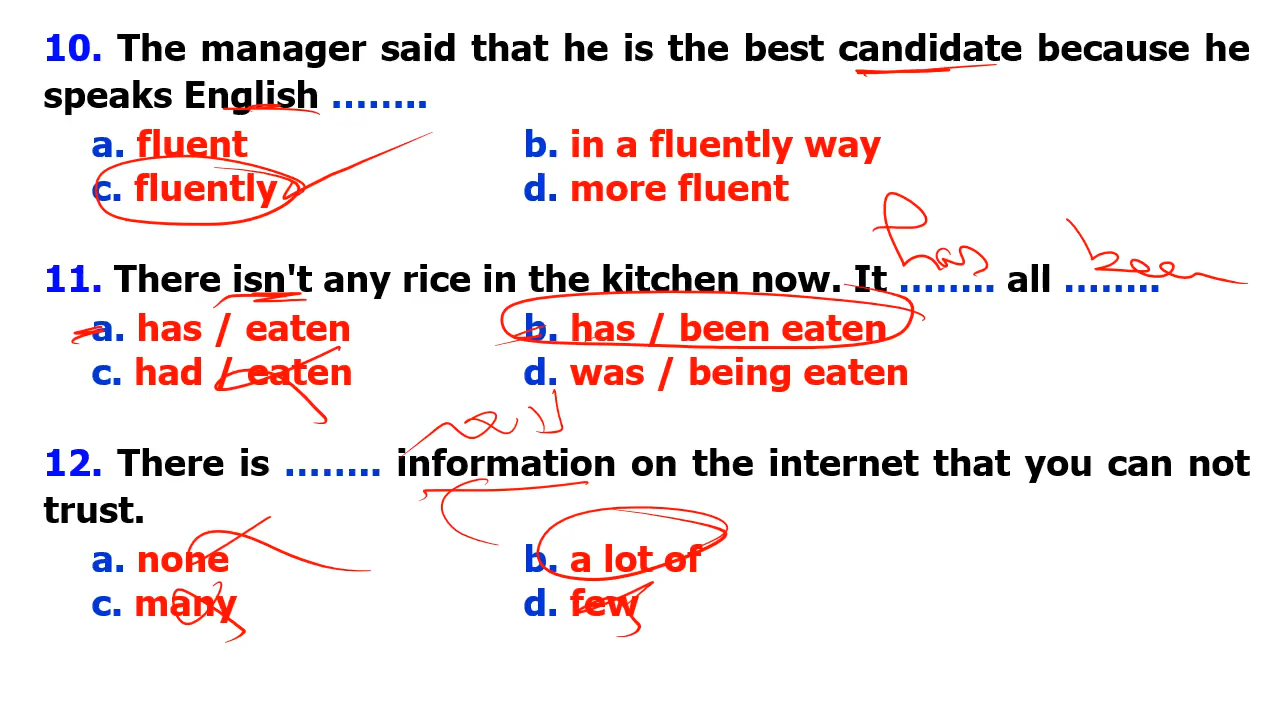 10. The manager said that he is the best candidate because he
speaks English ........
a. fluent b. in a fluently way
c. fluently d. more fluent
has been
11. There isn't any rice in the kitchen now. It ........ all ........
a. has / eaten b. has / been eaten
c. had / eaten d. was / being eaten
12. There is ........ information on the internet that you can not
trust.
a. none b. a lot of
c. many d. few